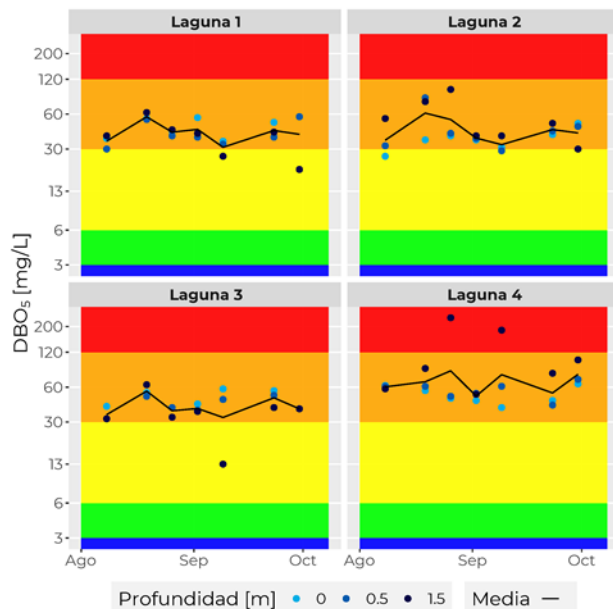 Laguna 1
Laguna 2
200
120
60
30
13
6
3
Laguna 3
Laguna 4
200
120
60
30
13
6
3
DBO₅ [mg/L]
Ago
Sep
Oct
Ago
Sep
Oct
Profundidad [m]
0
0.5
1.5
Media